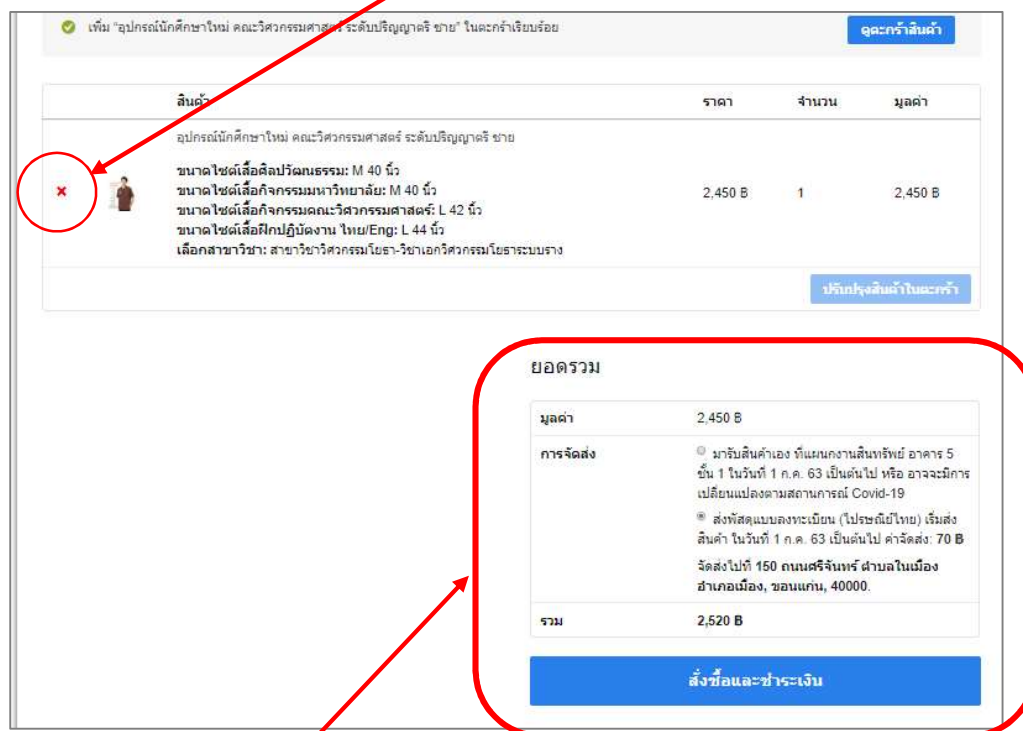 เพิ่ม "อุปกรณ์นักศึกษาใหม่ คณะวิศวกรรมศาสตร์ ระดับปริญญาตรี ชาย" ในตะกร้าเรียบร้อย
ดูตะกร้าสินค้า
สินค้า ราคา จำนวน มูลค่า
อุปกรณ์นักศึกษาใหม่ คณะวิศวกรรมศาสตร์ ระดับปริญญาตรี ชาย
ขนาดไซต์เสื้อศิลปวัฒนธรรม: M 40 นิ้ว
ขนาดไซต์เสื้อกิจกรรมมหาวิทยาลัย: M 40 นิ้ว
ขนาดไซต์เสื้อกิจกรรมคณะวิศวกรรมศาสตร์: L 42 นิ้ว
ขนาดไซต์เสื้อฝึกปฏิบัดงาน ไทย/Eng: L 44 นิ้ว
เลือกสาขาวิชา: สาขาวิชาวิศวกรรมโยธา-วิชาเอกวิศวกรรมโยธาระบบราง
2,450 ฿ 1 2,450 ฿
ปรับปรุงสินค้าในตะกร้า
ยอดรวม
มูลค่า 2,450 ฿
การจัดส่ง มารับสินค้าเอง ที่แผนกงานสินทรัพย์ อาคาร 5
ชั้น 1 ในวันที่ 1 ก.ค. 63 เป็นต้นไป หรือ อาจจะมีการ
เปลี่ยนแปลงตามสถานการณ์ Covid-19
ส่งพัสดุแบบลงทะเบียน (ไปรษณีย์ไทย) เริ่มส่ง
สินค้า ในวันที่ 1 ก.ค. 63 เป็นต้นไป ค่าจัดส่ง: 70 ฿
จัดส่งไปที่ 150 ถนนศรีจันทร์ ตำบลในเมือง
อำเภอเมือง, ขอนแก่น, 40000.
รวม 2,520 ฿
สั่งซื้อและชำระเงิน